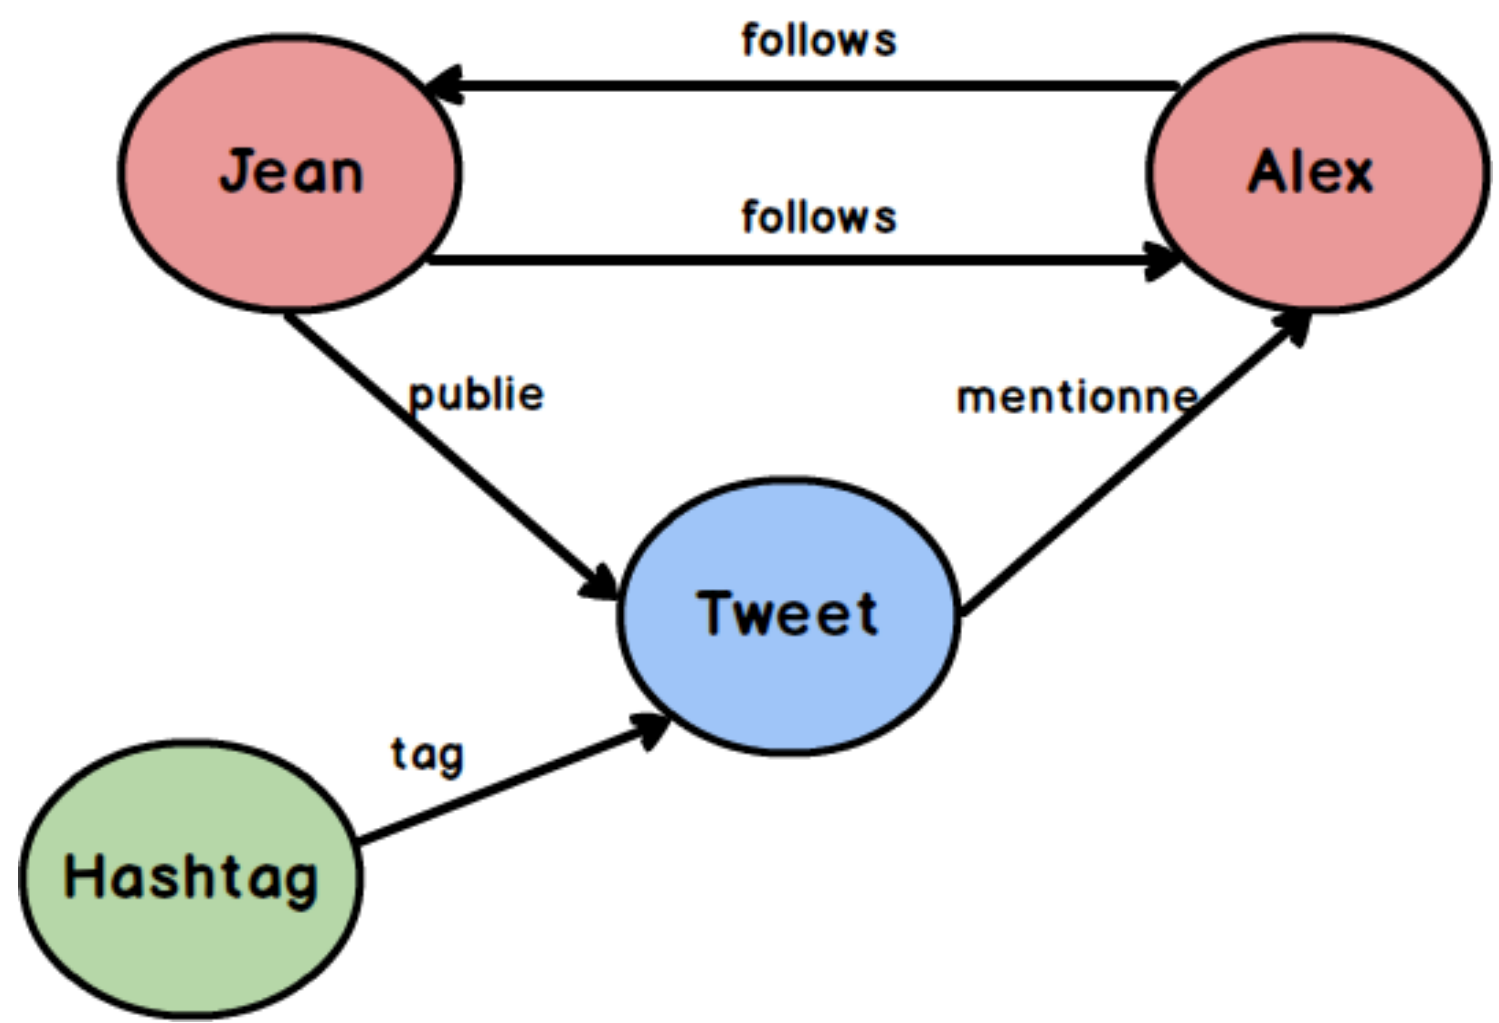 follows
Jean
Alex
follows
publie
mentionne
Tweet
tag
Hashtag